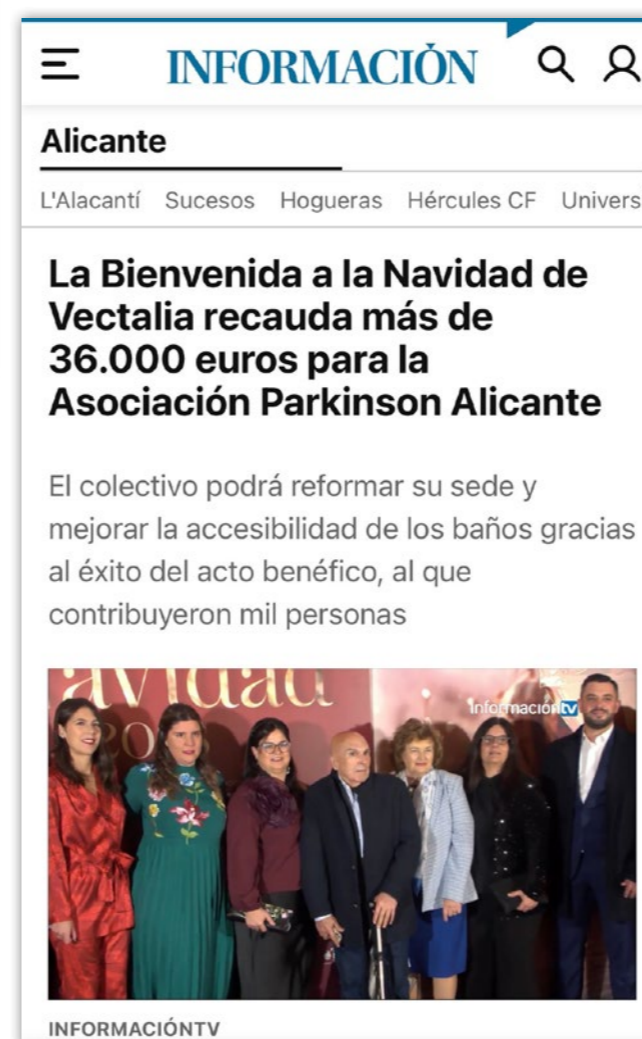 INFORMACIÓN
Alicante
L'Alacantí Sucesos Hogueras Hércules CF Univers
La Bienvenida a la Navidad de
Vectalia recauda más de
36.000 euros para la
Asociación Parkinson Alicante
El colectivo podrá reformar su sede y
mejorar la accesibilidad de los baños gracias
al éxito del acto benéfico, al que
contribuyeron mil personas
avidad
informacióntv
INFORMACIÓNTV